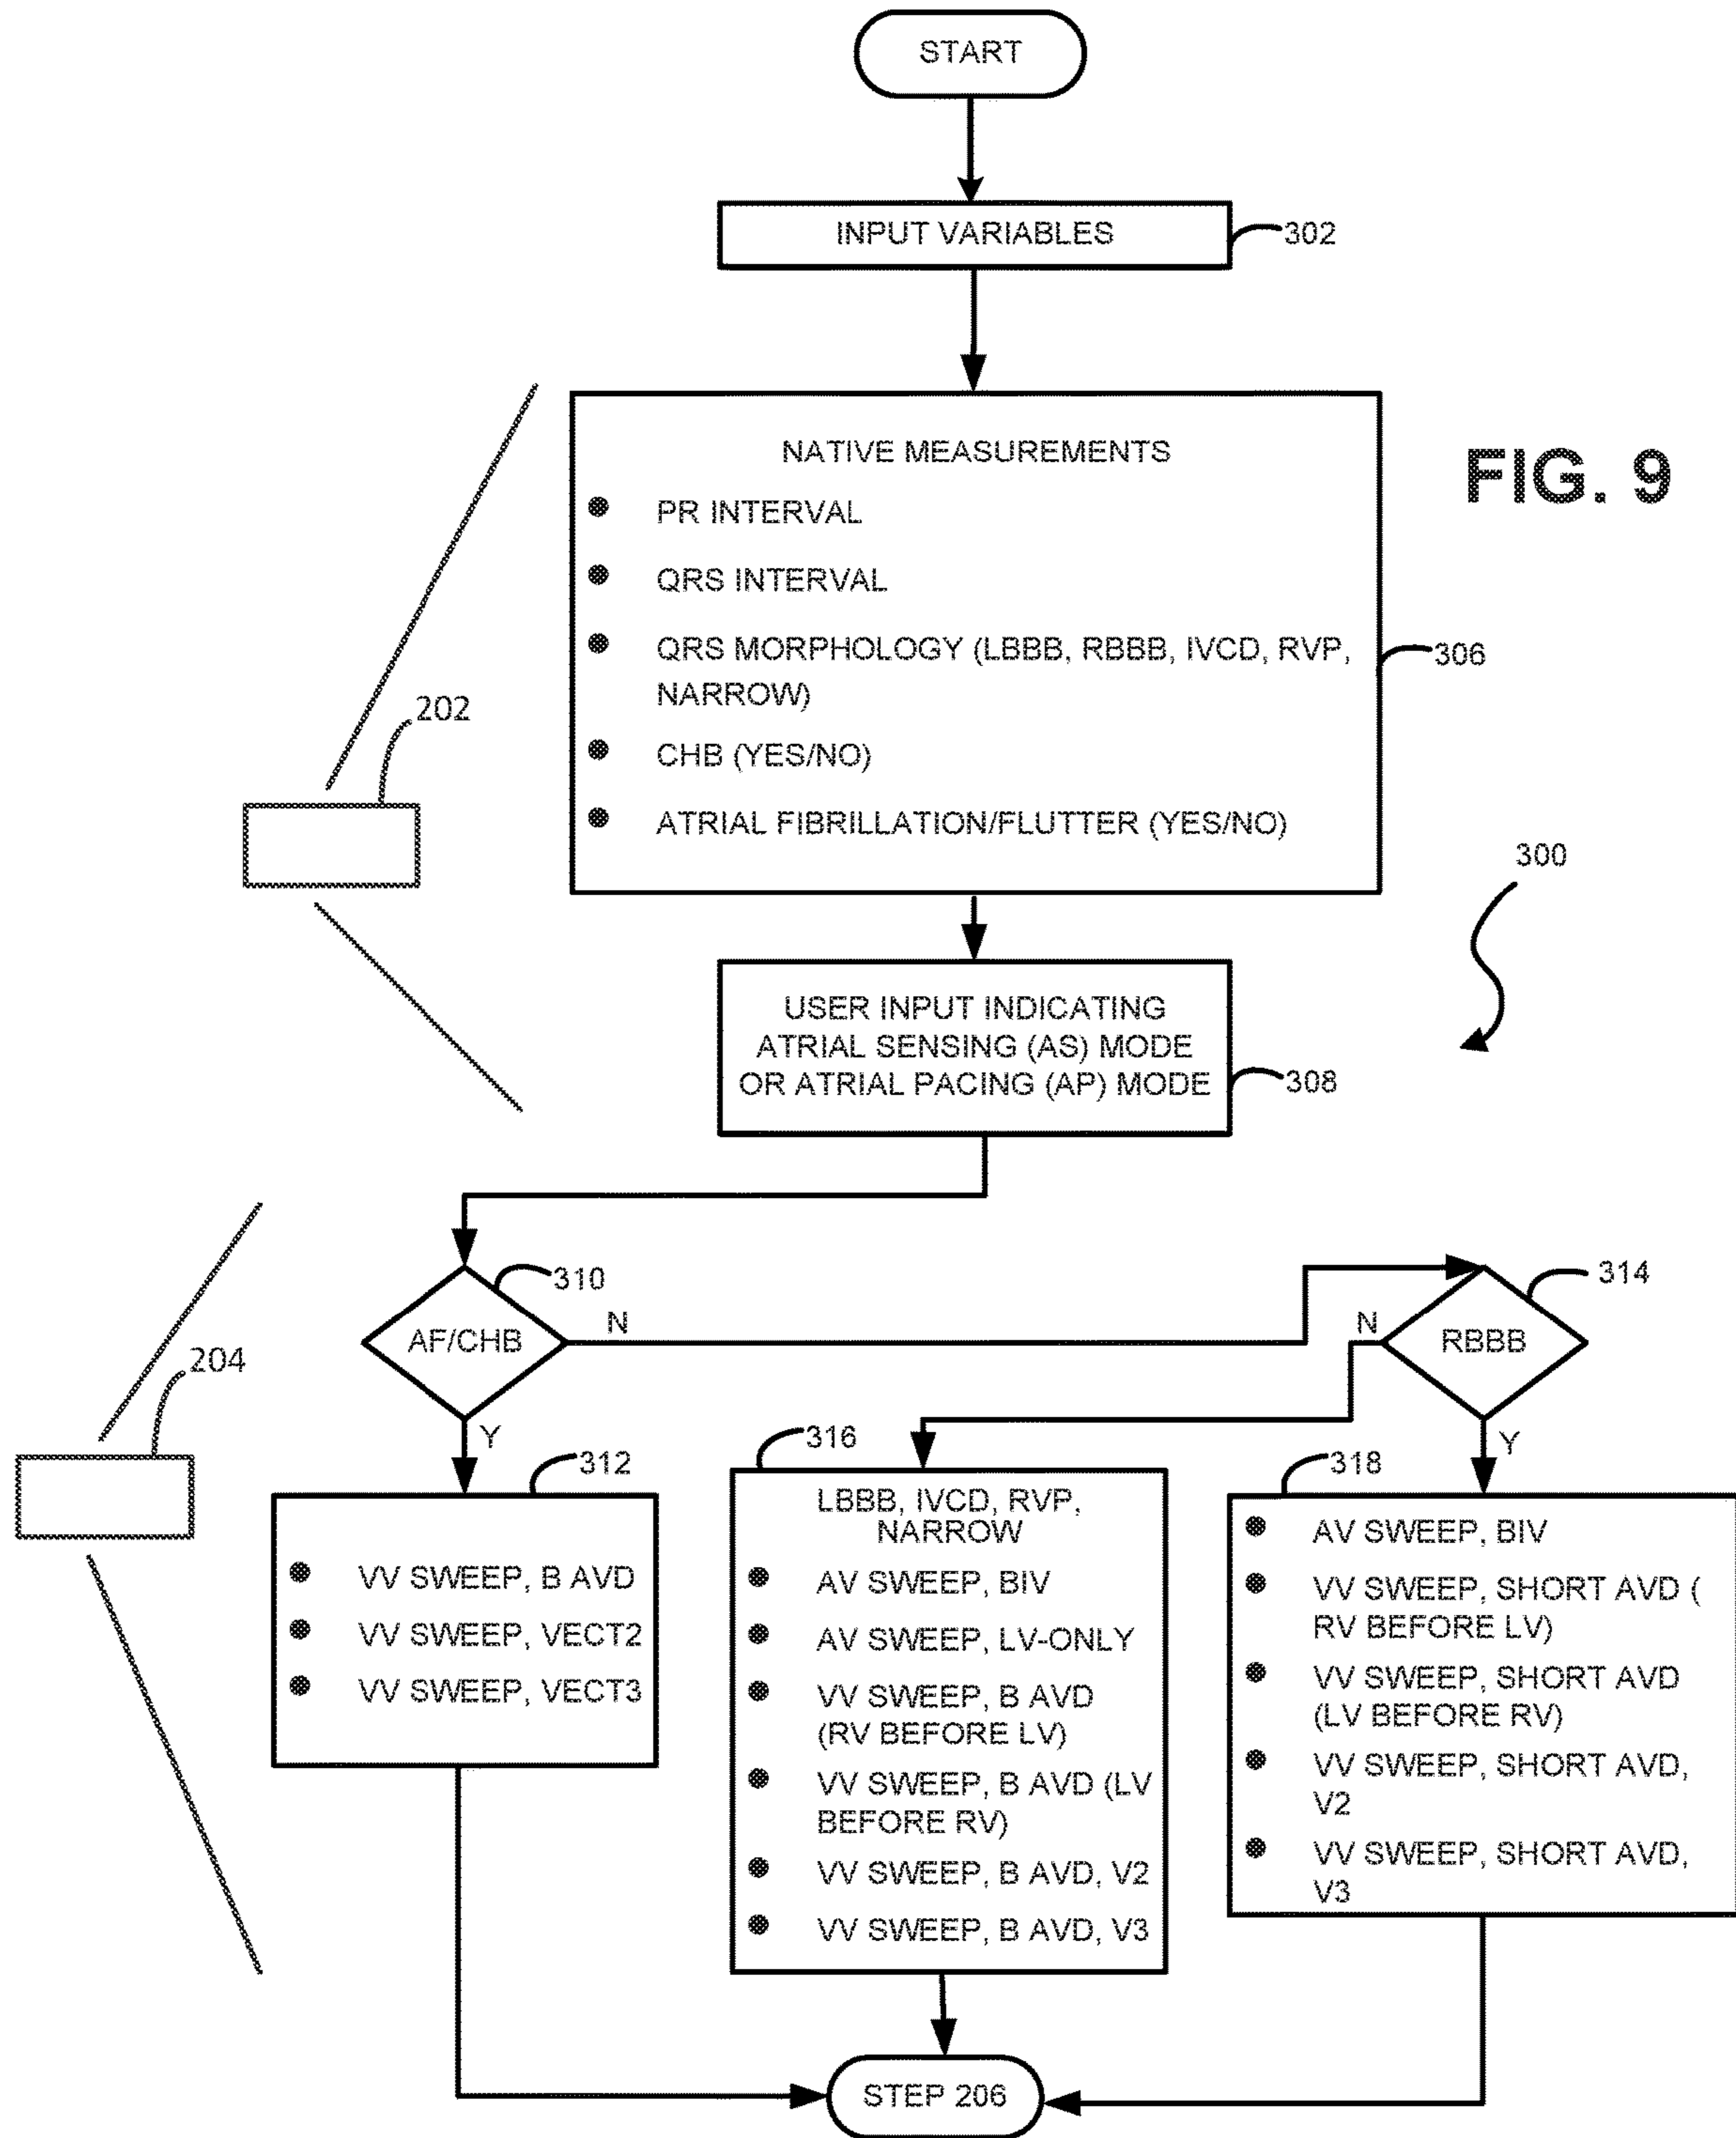 START
INPUT VARIABLES
302
FIG. 9
NATIVE MEASUREMENTS
PR INTERVAL
QRS INTERVAL
QRS MORPHOLOGY (LBBB, RBBB, IVCD, RVP,
NARROW)
CHB (YES/NO)
ATRIAL FIBRILLATION/FLUTTER (YES/NO)
306
202
300
USER INPUT INDICATING
ATRIAL SENSING (AS) MODE
OR ATRIAL PACING (AP) MODE
308
310
AF/CHB
N
Y
314
RBBB
N
Y
204
312
VV SWEEP, B AVD
VV SWEEP, VECT2
VV SWEEP, VECT3
316
LBBB, IVCD, RVP,
NARROW
AV SWEEP, BIV
AV SWEEP, LV-ONLY
VV SWEEP, B AVD
(RV BEFORE LV)
VV SWEEP, B AVD (LV
BEFORE RV)
VV SWEEP, B AVD, V2
VV SWEEP, B AVD, V3
318
AV SWEEP, BIV
VV SWEEP, SHORT AVD (
RV BEFORE LV)
VV SWEEP, SHORT AVD
(LV BEFORE RV)
VV SWEEP, SHORT AVD,
V2
VV SWEEP, SHORT AVD,
V3
STEP 206